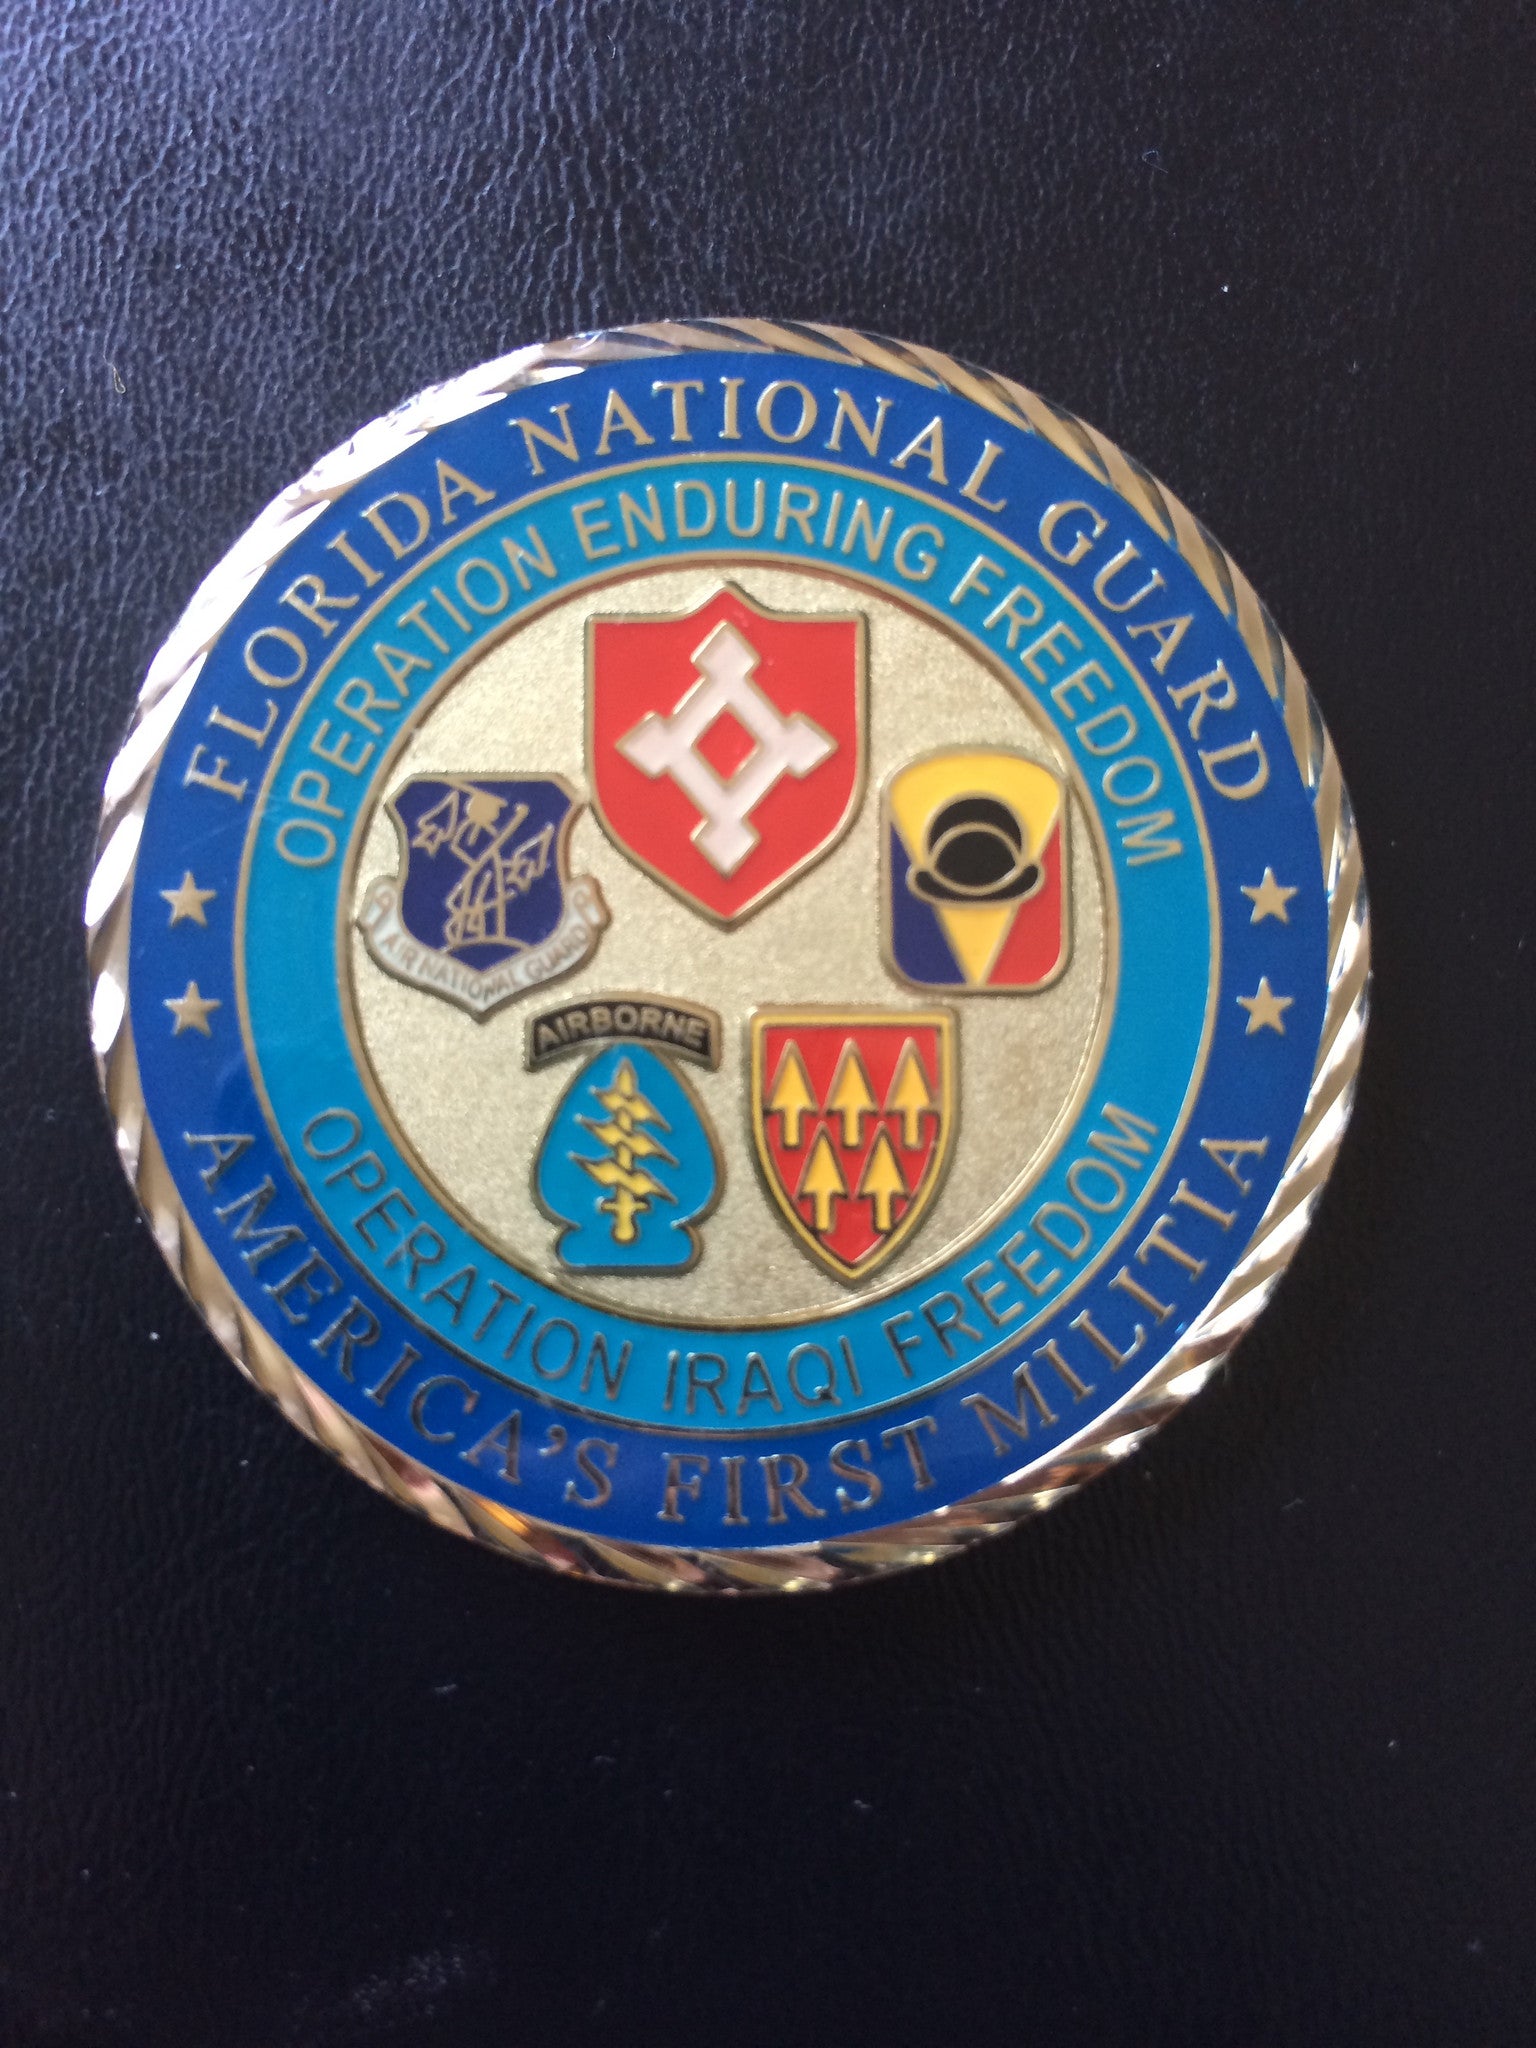 FLORIDA NATIONAL GUARD
OPERATION ENDURING FREEDOM
AIR NATIONAL GUARD
AIRBORNE
OPERATION IRAQI FREEDOM
AMERICA'S FIRST MILITIA